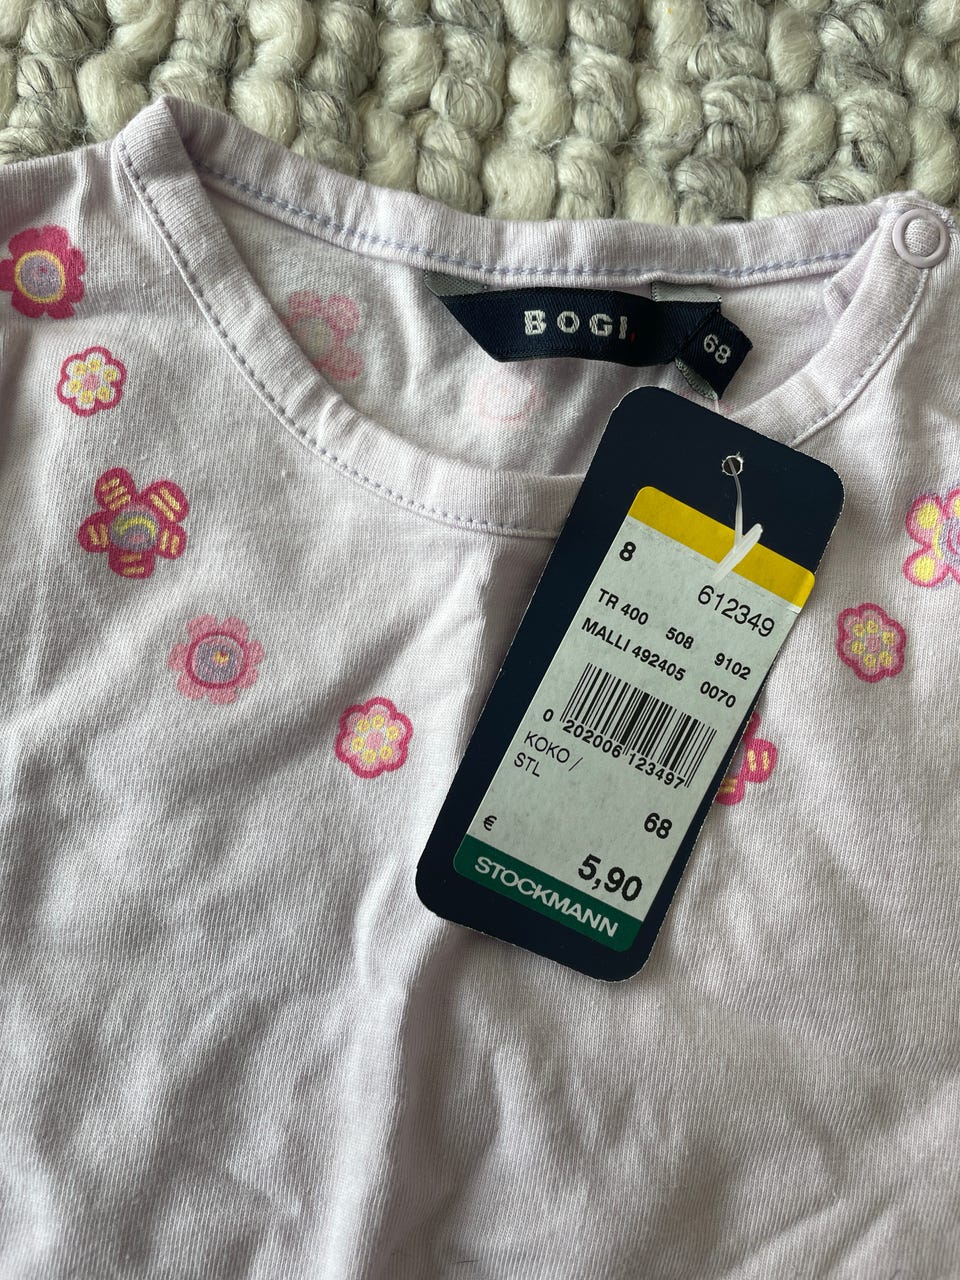 BOGI
68
8
612349
TR 400 508 9102
MALLI 492405 0070
0 202006 123497
KOKO /
STL
68
€ 5,90
STOCKMANN